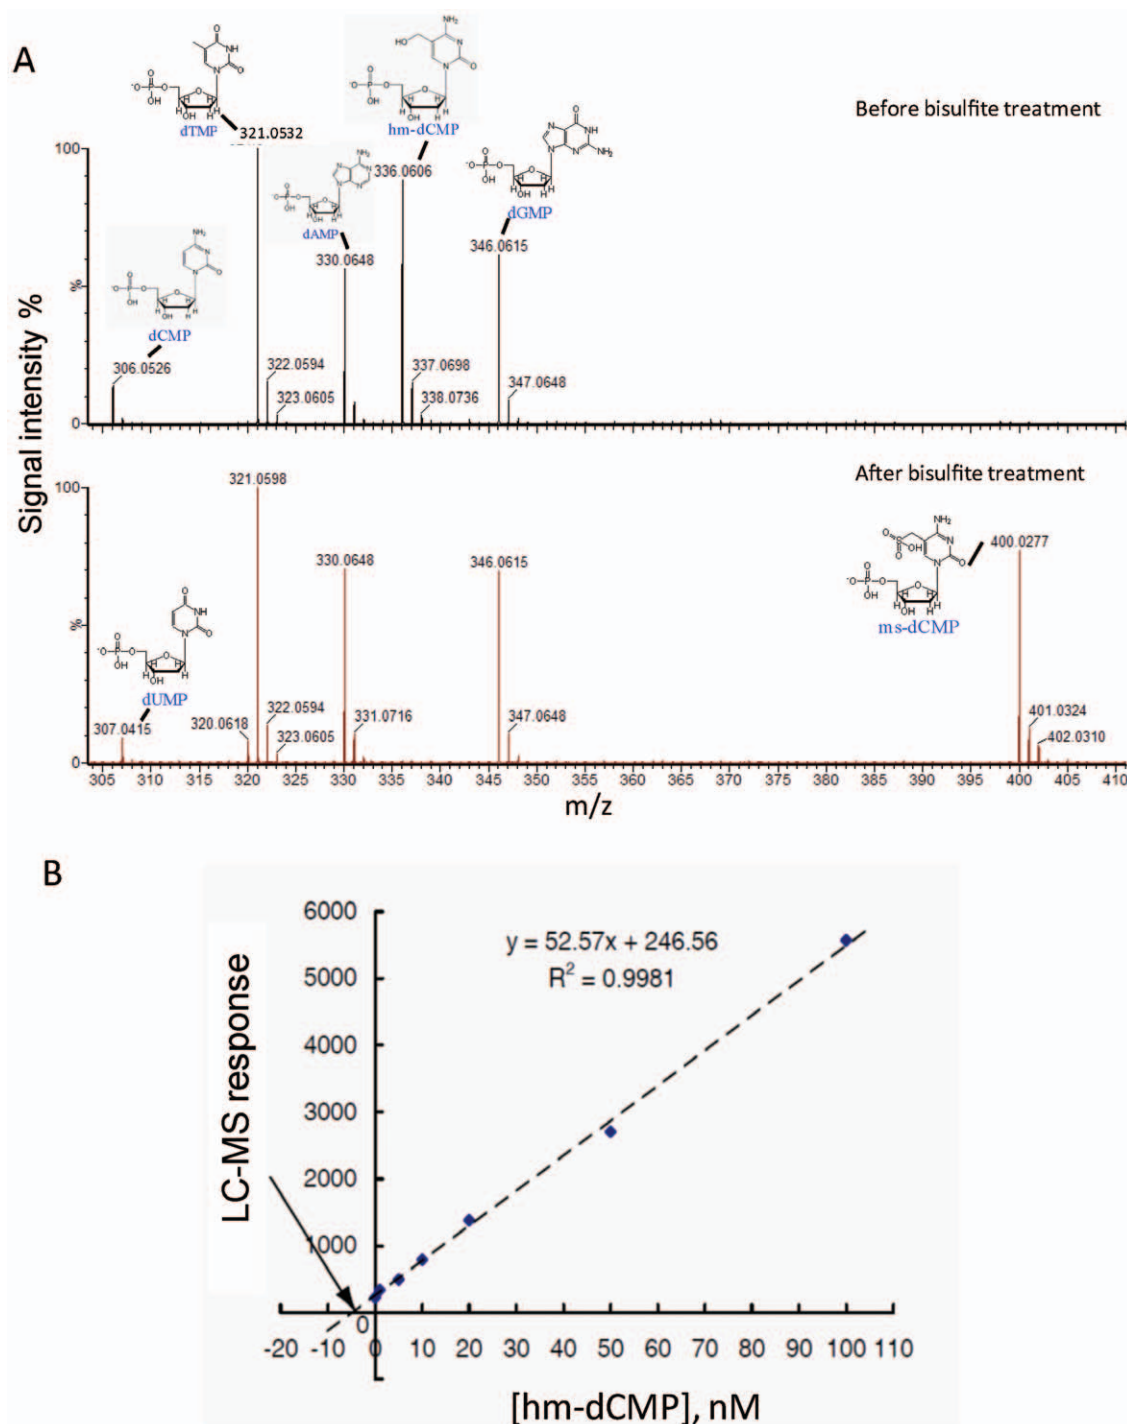 A
Before bisulfite treatment
dTMP
321.0532
hm-dCMP
336.0606
dGMP
346.0615
dAMP
330.0648
dCMP
306.0526
322.0594
323.0605
337.0698
338.0736
347.0648
100
%
0
Signal intensity %
After bisulfite treatment
321.0598
330.0648
346.0615
400.0277
ms-dCMP
dUMP
307.0415
320.0618
322.0594
323.0605
331.0716
347.0648
401.0324
402.0310
100
%
0
305 310 315 320 325 330 335 340 345 350 355 360 365 370 375 380 385 390 395 400 405 410
m/z
B
LC-MS response
6000
5000
4000
3000
2000
1000
0
y = 52.57x + 246.56
R² = 0.9981
-20 -10 0 10 20 30 40 50 60 70 80 90 100 110
[hm-dCMP], nM